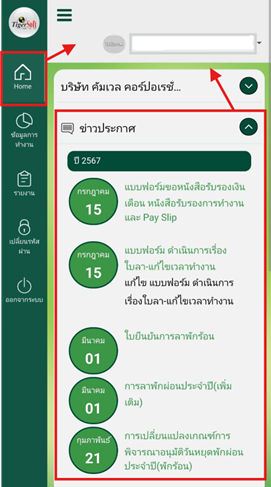 TigerSoft
Home
ข้อมูลการ
ทำงาน
รายงาน
เปลี่ยนรหัส
ผ่าน
ออกจากระบบ
บริษัท คัมเวล คอร์ปอเรชั่...
ข่าวประกาศ
ปี 2567
กรกฎาคม
15
แบบฟอร์มขอหนังสือรับรองเงิน
เดือน หนังสือรับรองการทำงาน
และ Pay Slip
กรกฎาคม
15
แบบฟอร์ม ดำเนินการเรื่อง
ใบลา-แก้ไขเวลาทำงาน
แก้ไข แบบฟอร์ม ดำเนินการ
เรื่องใบลา-แก้ไขเวลาทำงาน
มีนาคม
01
ใบยืนยันการลาพักร้อน
มีนาคม
01
การลาพักผ่อนประจำปี(เพิ่ม
เติม)
กุมภาพันธ์
21
การเปลี่ยนแปลงเกณฑ์การ
พิจารณาอนุมัติวันหยุดพักผ่อน
ประจำปี(พักร้อน)